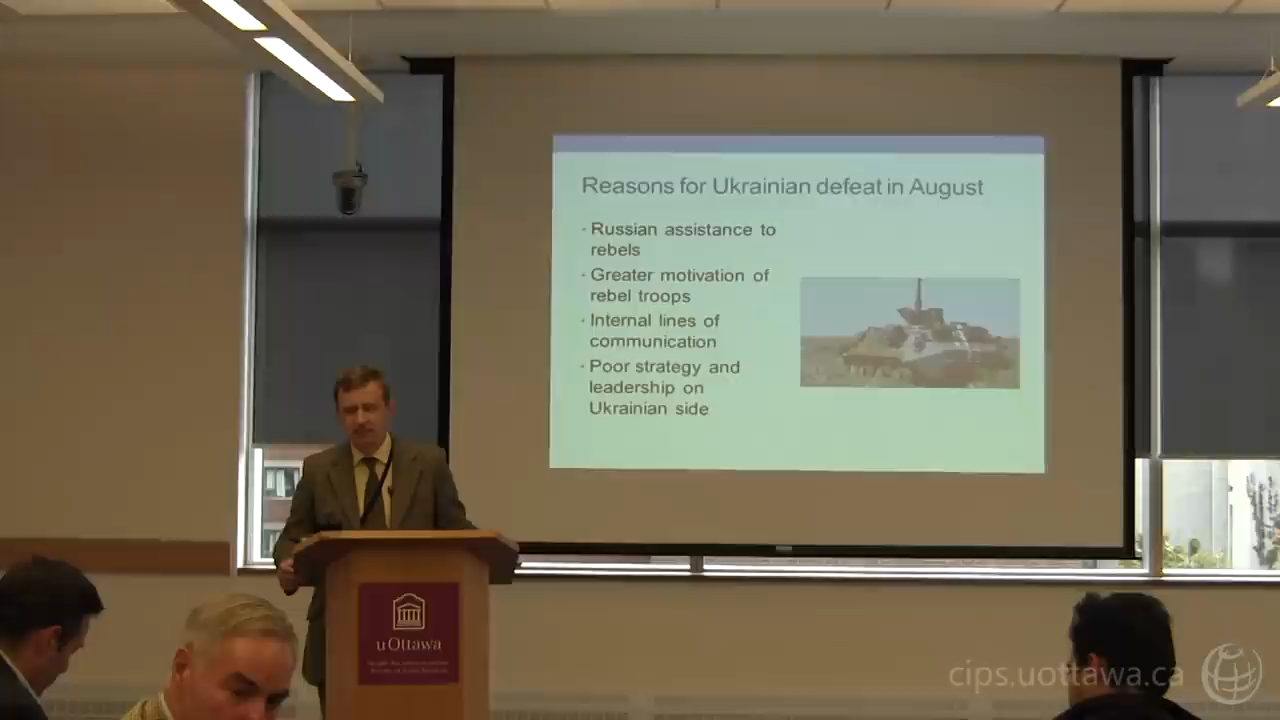 Reasons for Ukrainian defeat in August
· Russian assistance to
rebels
· Greater motivation of
rebel troops
· Internal lines of
communication
· Poor strategy and
leadership on
Ukrainian side
uOttawa
cips.uottawa.ca